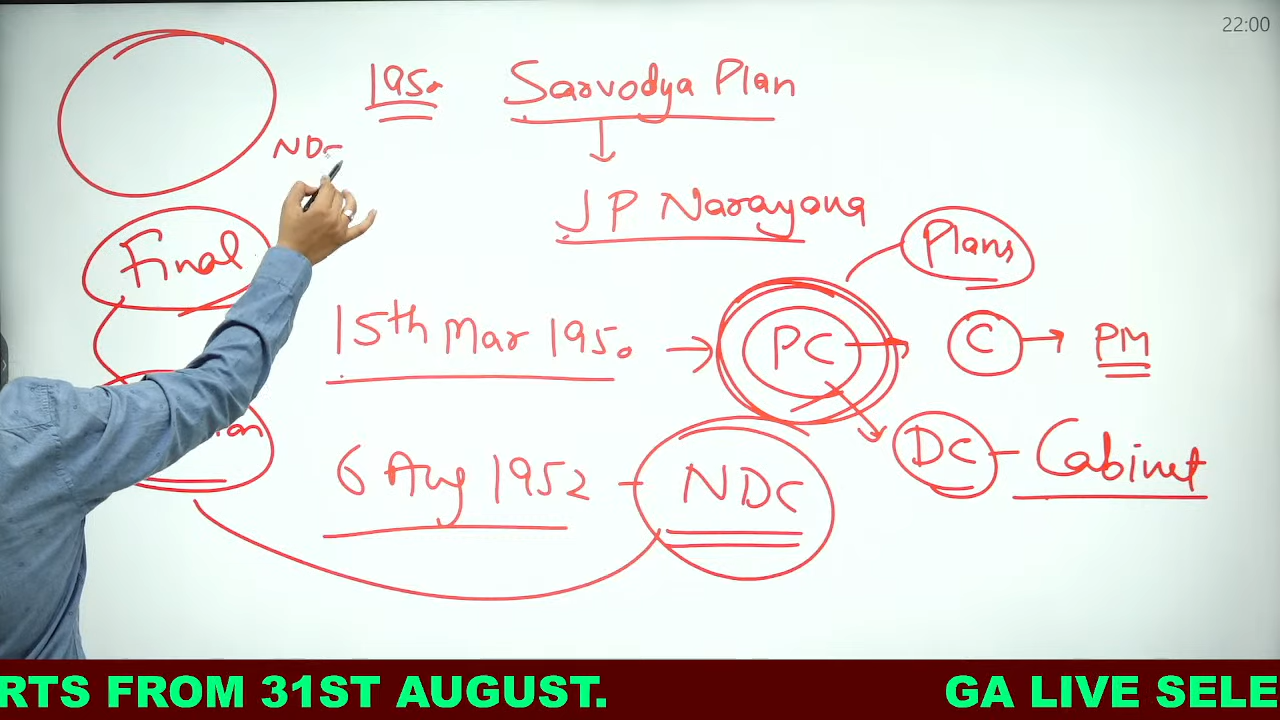 22:00
1950 Sarvodya Plan
ND
JP Narayana
Final
Plans
15th Mar 1950 → PC → C → PM
DC - Cabinet
6 Aug 1952 - NDC
RTS FROM 31ST AUGUST. GA LIVE SELE